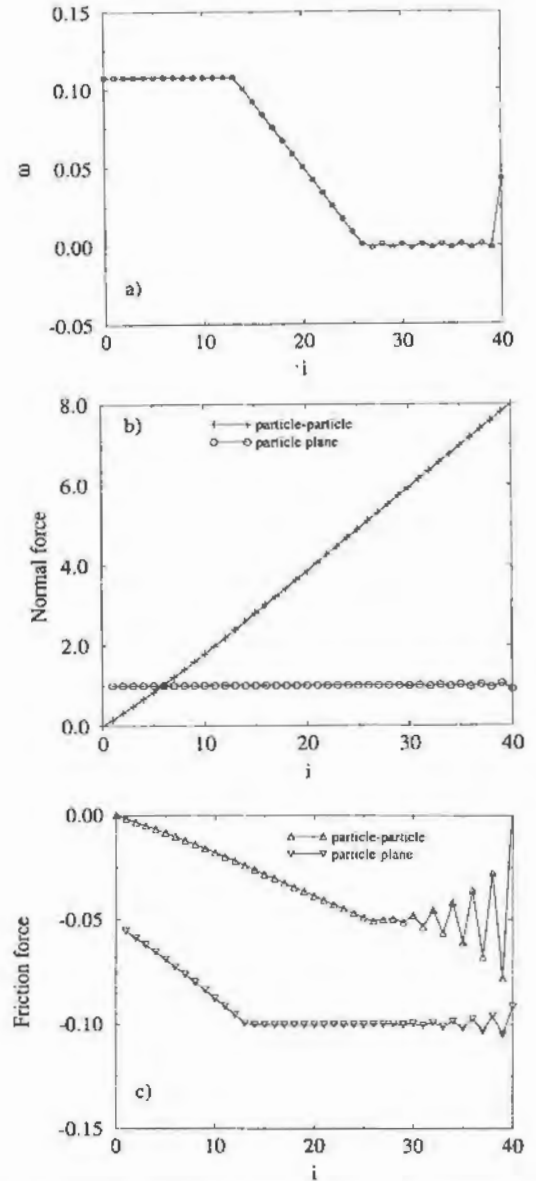 0.15
0.10
0.05
0.00
-0.05
ω
a)
0 10 20 30 40
i
8.0
6.0
4.0
2.0
0.0
Normal force
b)
particle-particle
particle plane
0 10 20 30 40
i
0.00
-0.05
-0.10
-0.15
Friction force
particle-particle
particle plane
c)
0 10 20 30 40
i